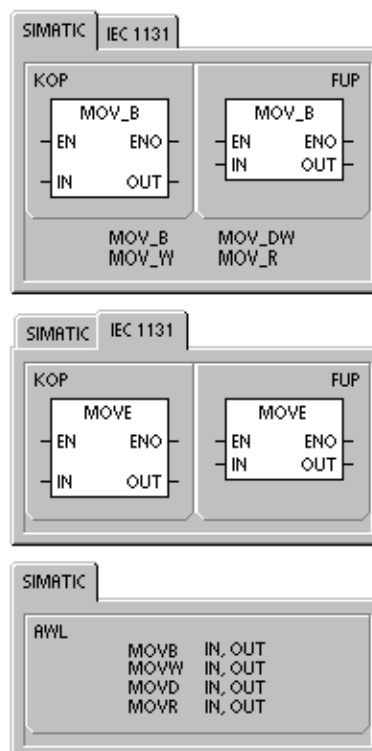 SIMATIC IEC 1131
KOP FUP
MOV_B MOV_B
EN ENO EN ENO
IN OUT IN OUT
MOV_B MOV_DW
MOV_W MOV_R
SIMATIC IEC 1131
KOP FUP
MOVE MOVE
EN ENO EN ENO
IN OUT IN OUT
SIMATIC
AWL
MOVB IN, OUT
MOVW IN, OUT
MOVD IN, OUT
MOVR IN, OUT